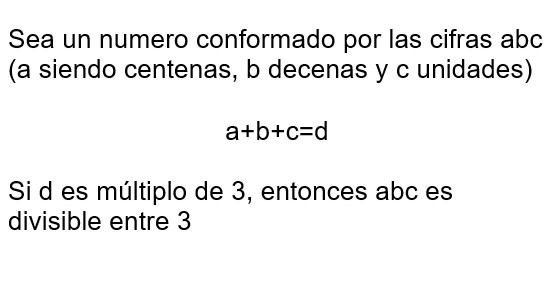 Sea un numero conformado por las cifras abc
(a siendo centenas, b decenas y c unidades)
a+b+c=d
Si d es múltiplo de 3, entonces abc es
divisible entre 3